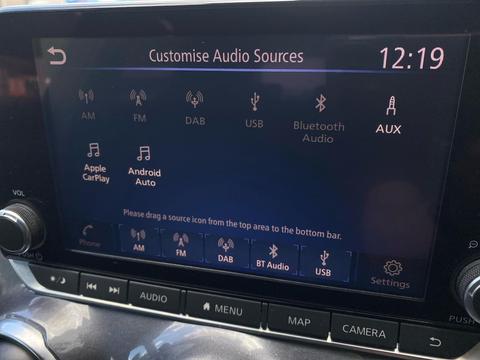 Customise Audio Sources
12:19
AM
FM
DAB
USB
Bluetooth
Audio
AUX
Apple
CarPlay
Android
Auto
Please drag a source icon from the top area to the bottom bar.
Phone
AM
FM
DAB
BT Audio
USB
Settings
VOL
PUSH
AUDIO
MENU
MAP
CAMERA
PUSH